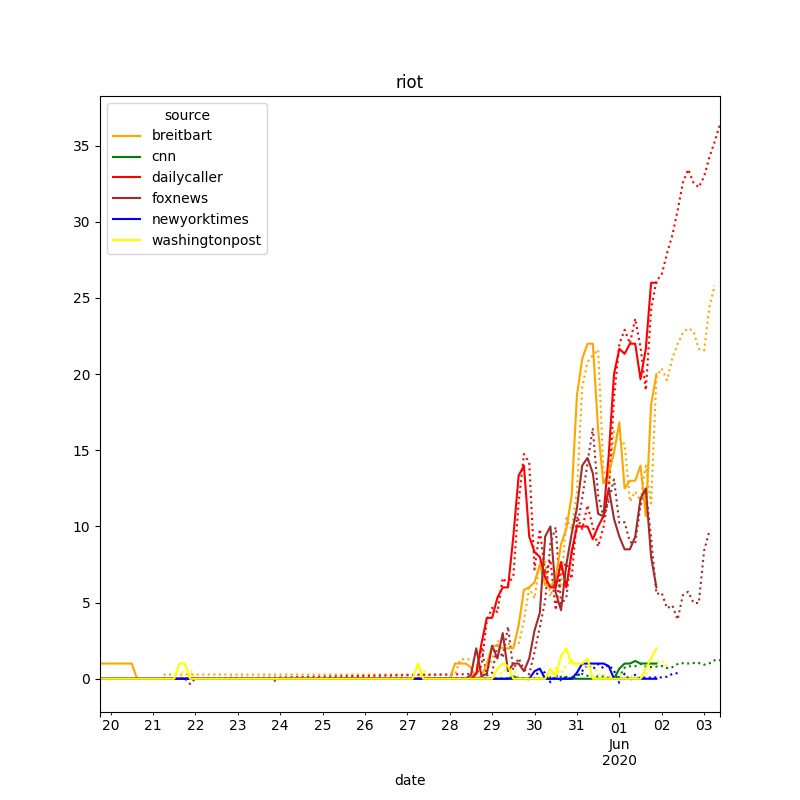 riot
source
breitbart
cnn
dailycaller
foxnews
newyorktimes
washingtonpost
35
30
25
20
15
10
5
0
20 21 22 23 24 25 26 27 28 29 30 31 01 02 03
Jun
2020
date